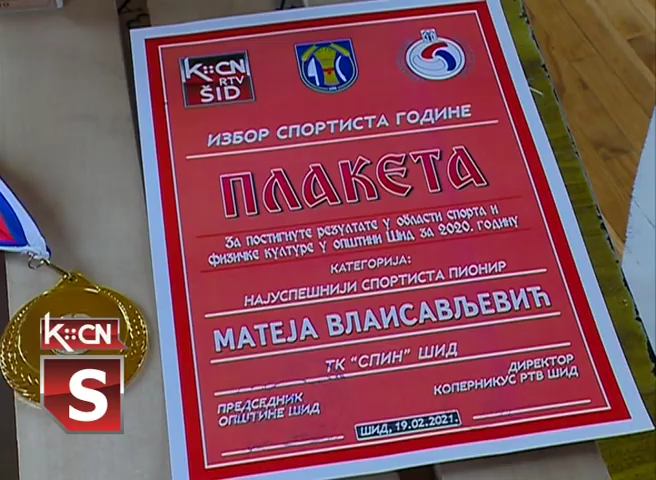 K::CN
RTV
ŠID
ИЗБОР СПОРТИСТА ГОДИНЕ
ПЛАКЕТА
ЗА ПОСТИГНУТЕ РЕЗУЛТАТЕ У ОБЛАСТИ СПОРТА И
ФИЗИЧКЕ КУЛТУРЕ У ОПШТИНИ ШИД ЗА 2020. ГОДИНУ
КАТЕГОРИЈА:
НАЈУСПЕШНИЈИ СПОРТИСТА ПИОНИР
МАТЕЈА ВЛАИСАВЉЕВИЋ
ТК "СПИН" ШИД
ПРЕДСЕДНИК
ОПШТИНЕ ШИД
ДИРЕКТОР
КОПЕРНИКУС РТВ ШИД
ШИД, 19.02.2021.
K::CN
S